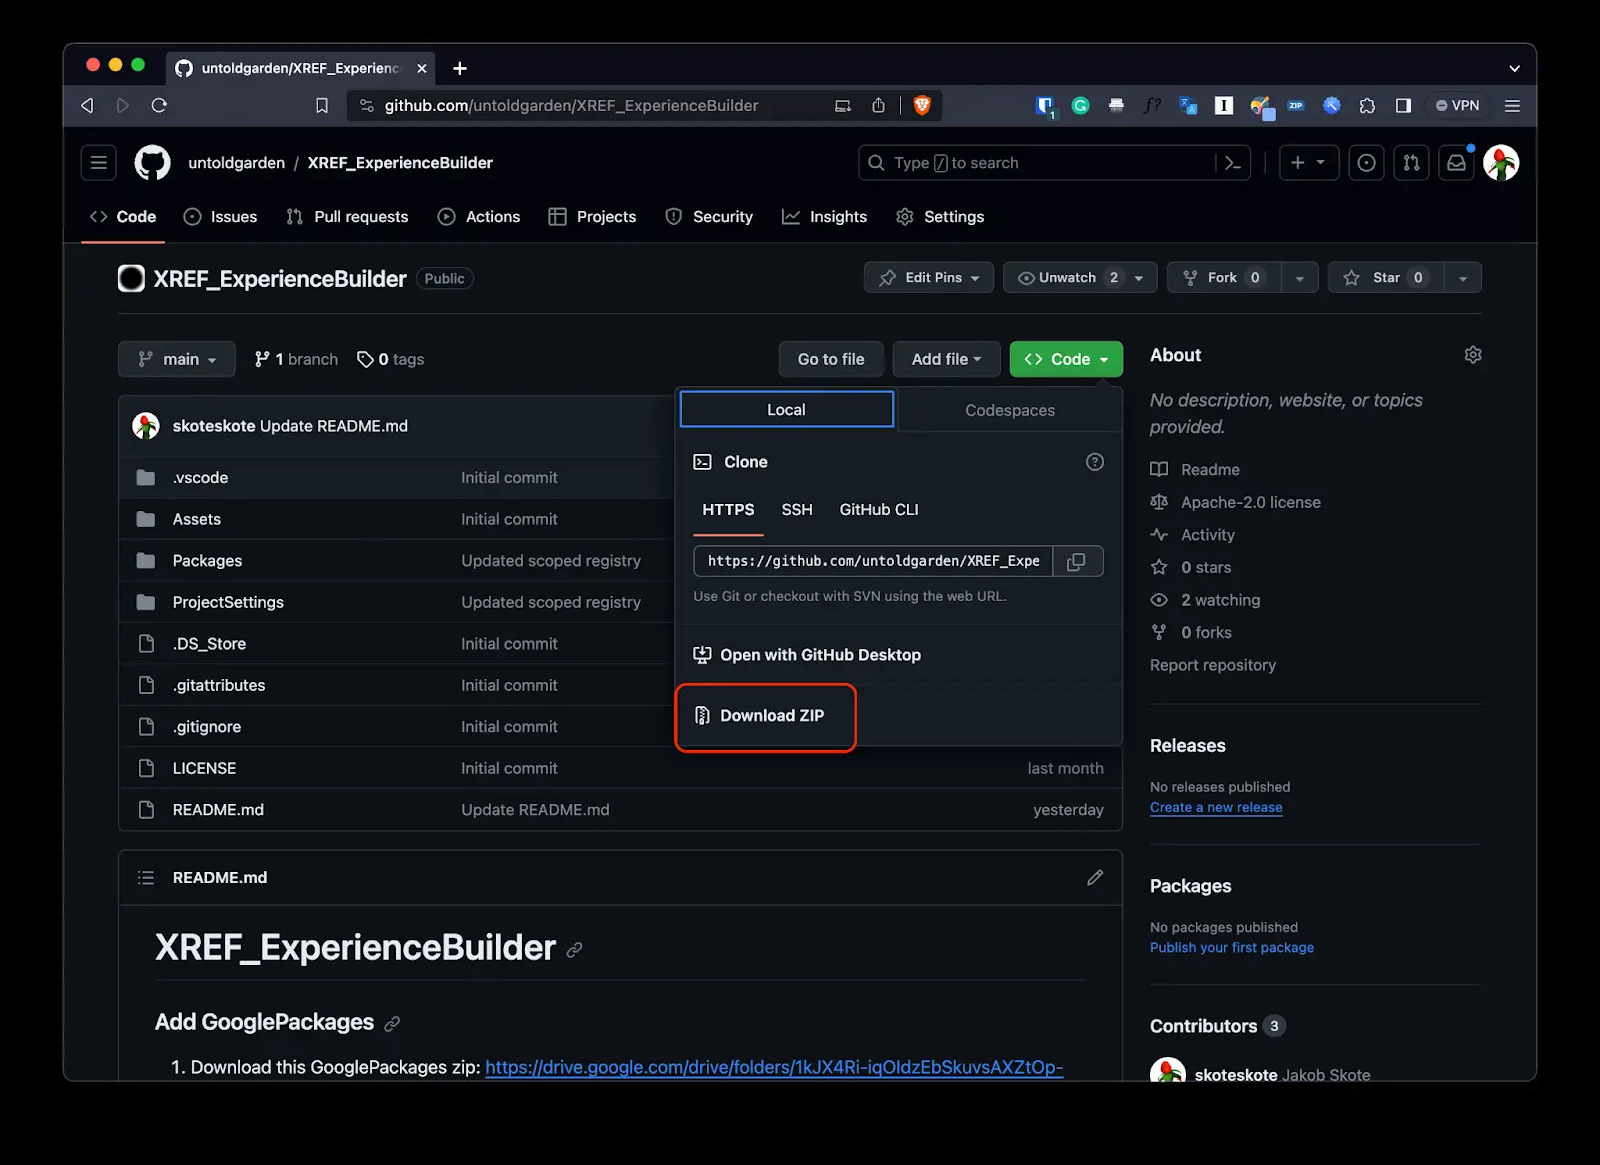 untoldgarden/XREF_Experienc
github.com/untoldgarden/XREF_ExperienceBuilder
1
f?
I
ZIP
VPN
untoldgarden / XREF_ExperienceBuilder
Type / to search
Code
Issues
Pull requests
Actions
Projects
Security
Insights
Settings
XREF_ExperienceBuilder Public
Edit Pins
Unwatch 2
Fork 0
Star 0
main
1 branch
0 tags
Go to file
Add file
Code
Local
Codespaces
Clone
HTTPS
SSH
GitHub CLI
https://github.com/untoldgarden/XREF_Expe
Use Git or checkout with SVN using the web URL.
Open with GitHub Desktop
Download ZIP
skoteskote Update README.md
.vscode Initial commit
Assets Initial commit
Packages Updated scoped registry
ProjectSettings Updated scoped registry
.DS_Store Initial commit
.gitattributes Initial commit
.gitignore Initial commit
LICENSE Initial commit last month
README.md Update README.md yesterday
README.md
XREF_ExperienceBuilder
Add GooglePackages
1. Download this GooglePackages zip: https://drive.google.com/drive/folders/1kJX4Ri-iqOIdzEbSkuvsAXZtOp-
About
No description, website, or topics
provided.
Readme
Apache-2.0 license
Activity
0 stars
2 watching
0 forks
Report repository
Releases
No releases published
Create a new release
Packages
No packages published
Publish your first package
Contributors 3
skoteskote Jakob Skote